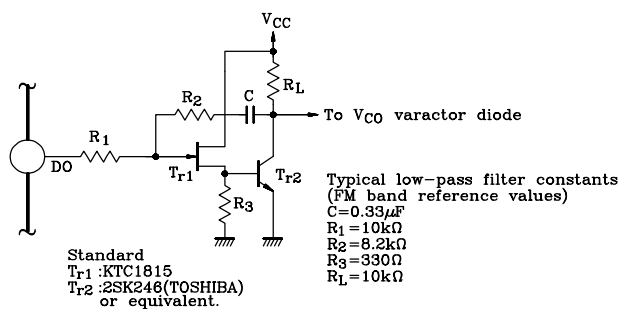 VCC
RL
C
R2
To VCO varactor diode
R1
DO
Tr1
Tr2
R3
Typical low-pass filter constants
(FM band reference values)
C=0.33µF
R1=10kΩ
R2=8.2kΩ
R3=330Ω
RL=10kΩ
Standard
Tr1 :KTC1815
Tr2 :2SK246(TOSHIBA)
or equivalent.